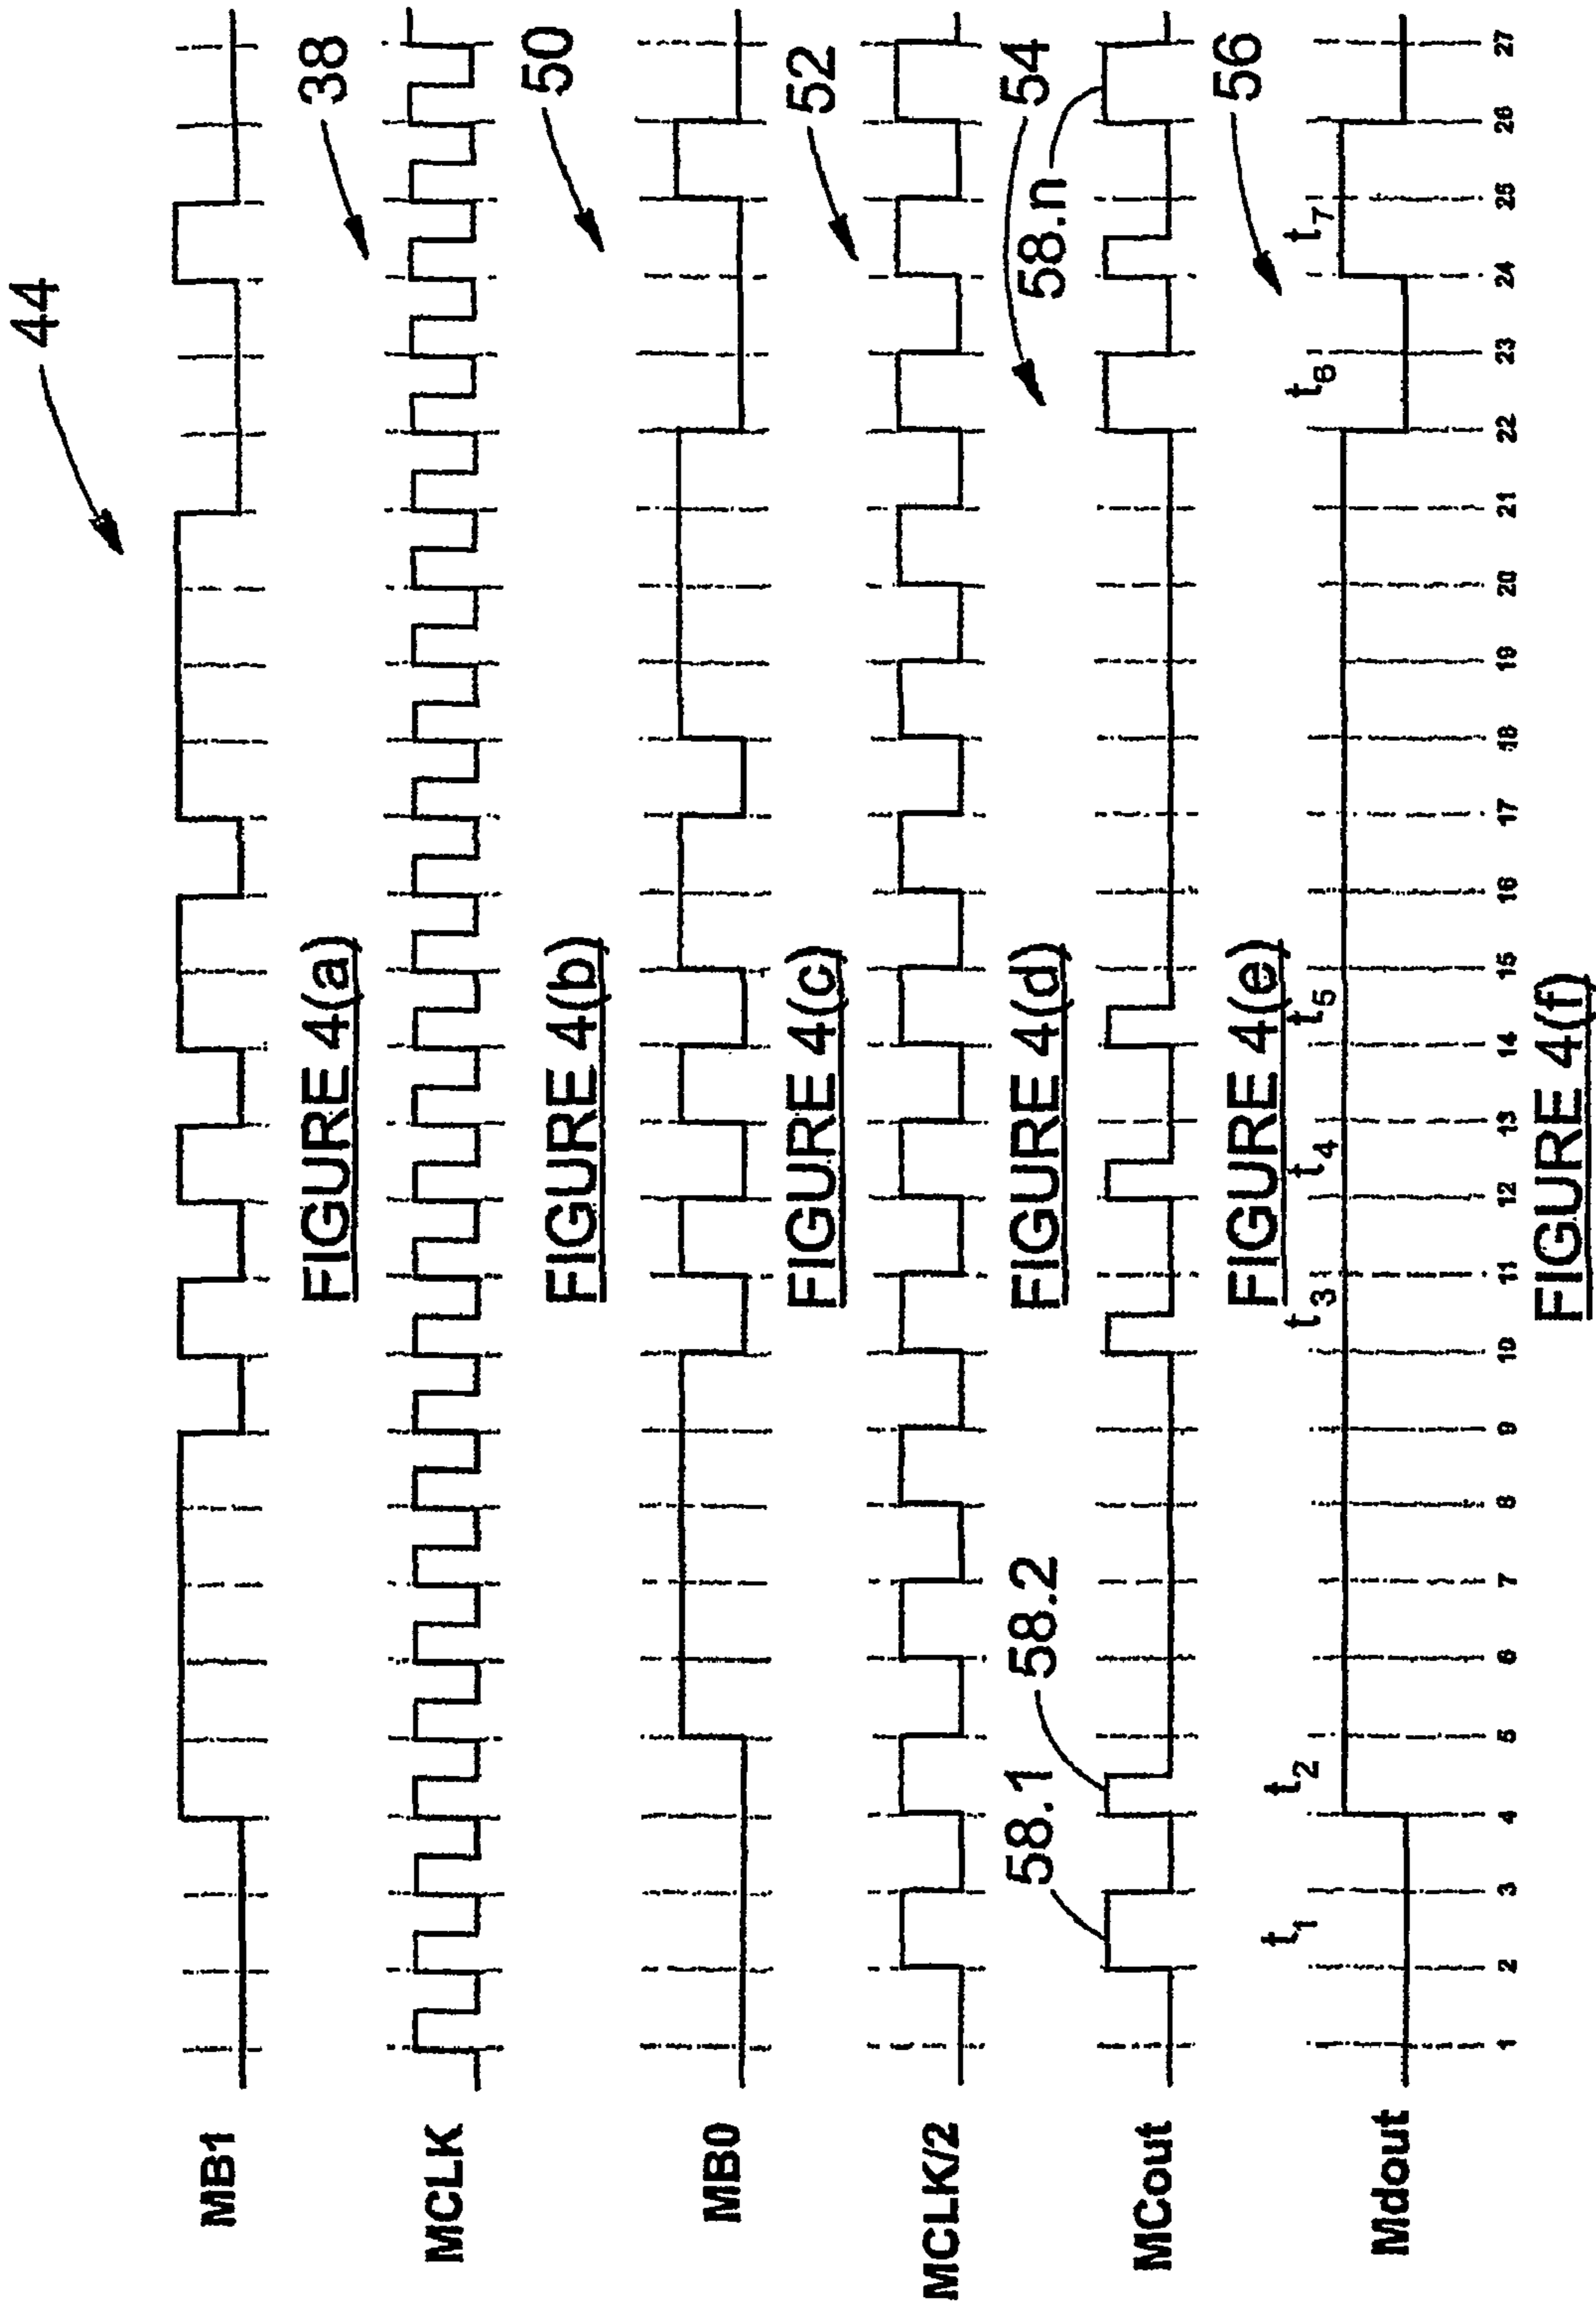 44
MB1
FIGURE 4(a)
38
MCLK
FIGURE 4(b)
50
MB0
FIGURE 4(c)
52
MCLK/2
FIGURE 4(d)
54
58.1
58.2
58.n
MCout
FIGURE 4(e)
56
t1
t2
t3
t4
t5
t6
t7
Mdout
1 2 3 4 5 6 7 8 9 10 11 12 13 14 15 16 17 18 19 20 21 22 23 24 25 26 27
FIGURE 4(f)